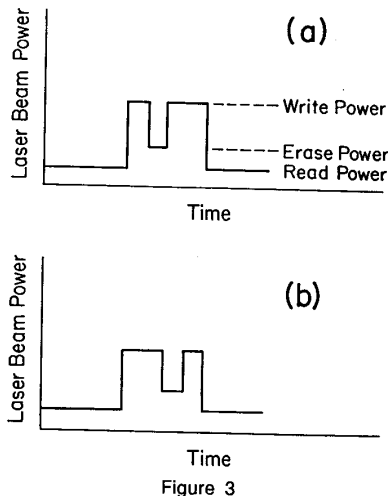 (a)
Laser Beam Power
Write Power
Erase Power
Read Power
Time
(b)
Laser Beam Power
Time
Figure 3